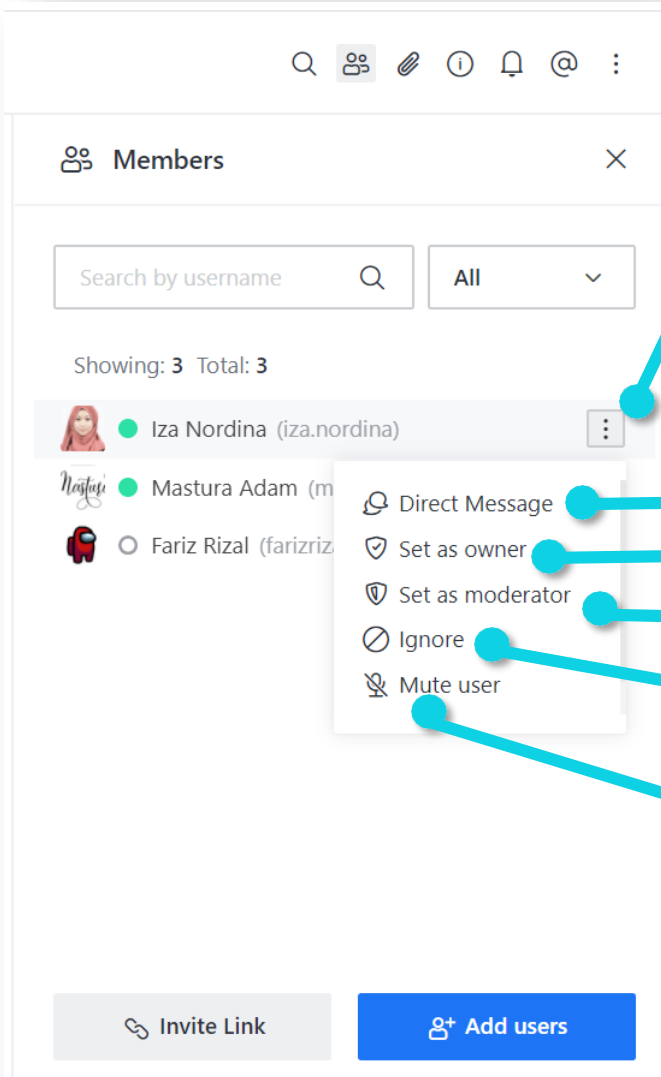 Members
Search by username
All
Showing: 3 Total: 3
Iza Nordina (iza.nordina)
Mastura Adam (m
Fariz Rizal (farizriz
Direct Message
Set as owner
Set as moderator
Ignore
Mute user
Invite Link
Add users